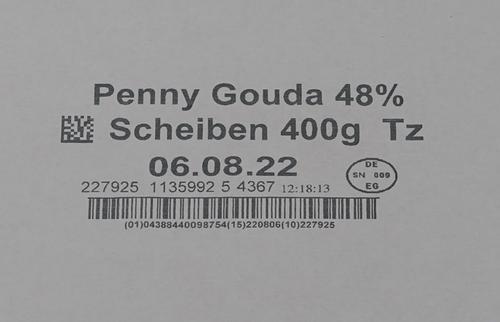 Penny Gouda 48%
Scheiben 400g Tz
06.08.22
DE
SN 009
EG
227925 1135992 5 4367 12:18:13
(01)04388440098754(15)220806(10)227925